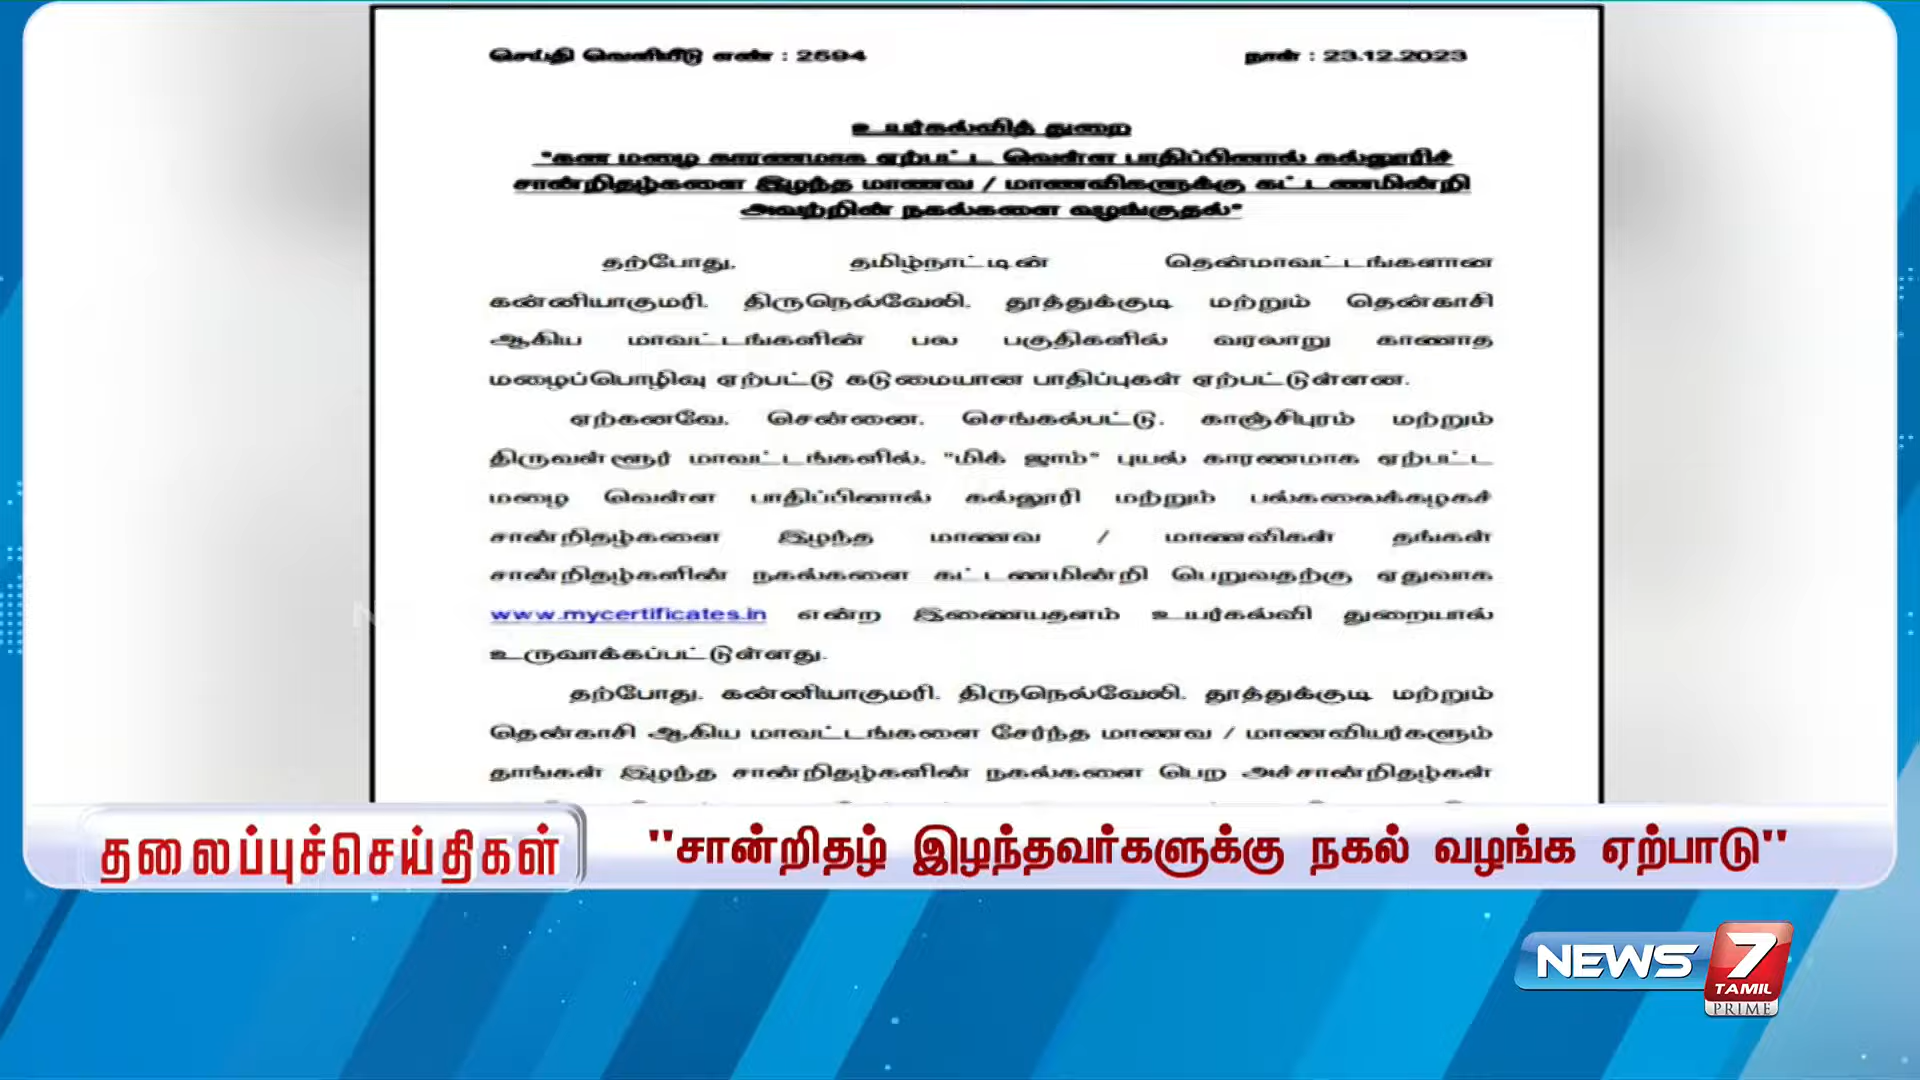 செய்தி வெளியீடு எண் : 2594 நாள் : 23.12.2023
உயர்கல்வித் துறை
"கன மழை காரணமாக ஏற்பட்ட வெள்ள பாதிப்பினால் கல்லூரிச்
சான்றிதழ்களை இழந்த மாணவ / மாணவிகளுக்கு கட்டணமின்றி
அவற்றின் நகல்களை வழங்குதல்"
தற்போது, தமிழ்நாட்டின் தென்மாவட்டங்களான
கன்னியாகுமரி, திருநெல்வேலி, தூத்துக்குடி மற்றும் தென்காசி
ஆகிய மாவட்டங்களின் பல பகுதிகளில் வரலாறு காணாத
மழைப்பொழிவு ஏற்பட்டு கடுமையான பாதிப்புகள் ஏற்பட்டுள்ளன.
ஏற்கனவே, சென்னை, செங்கல்பட்டு, காஞ்சிபுரம் மற்றும்
திருவள்ளூர் மாவட்டங்களில், "மிக் ஜாம்" புயல் காரணமாக ஏற்பட்ட
மழை வெள்ள பாதிப்பினால் கல்லூரி மற்றும் பல்கலைக்கழகச்
சான்றிதழ்களை இழந்த மாணவ / மாணவிகள் தங்கள்
சான்றிதழ்களின் நகல்களை கட்டணமின்றி பெறுவதற்கு ஏதுவாக
www.mycertificates.in என்ற இணையதளம் உயர்கல்வி துறையால்
உருவாக்கப்பட்டுள்ளது.
தற்போது, கன்னியாகுமரி, திருநெல்வேலி, தூத்துக்குடி மற்றும்
தென்காசி ஆகிய மாவட்டங்களை சேர்ந்த மாணவ / மாணவியர்களும்
தாங்கள் இழந்த சான்றிதழ்களின் நகல்களை பெற அச்சான்றிதழ்கள்
தலைப்புச்செய்திகள் "சான்றிதழ் இழந்தவர்களுக்கு நகல் வழங்க ஏற்பாடு"
NEWS 7
TAMIL
PRIME